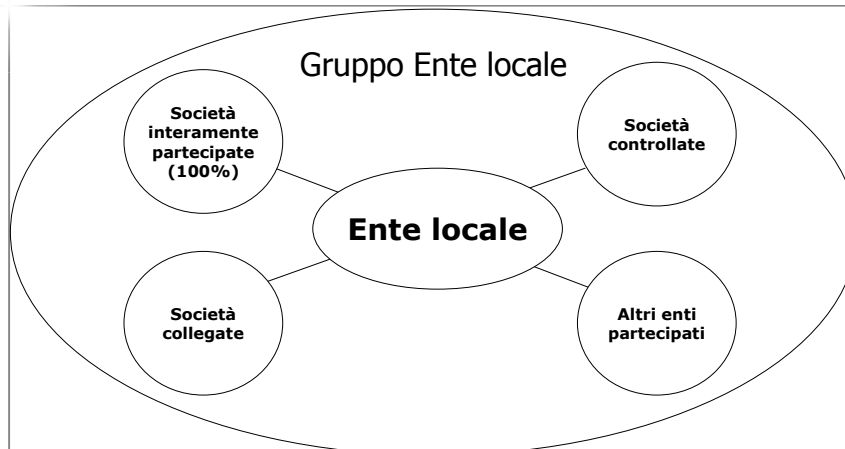 Gruppo Ente locale
Società
interamente
partecipate
(100%)
Società
controllate
Ente locale
Società
collegate
Altri enti
partecipati